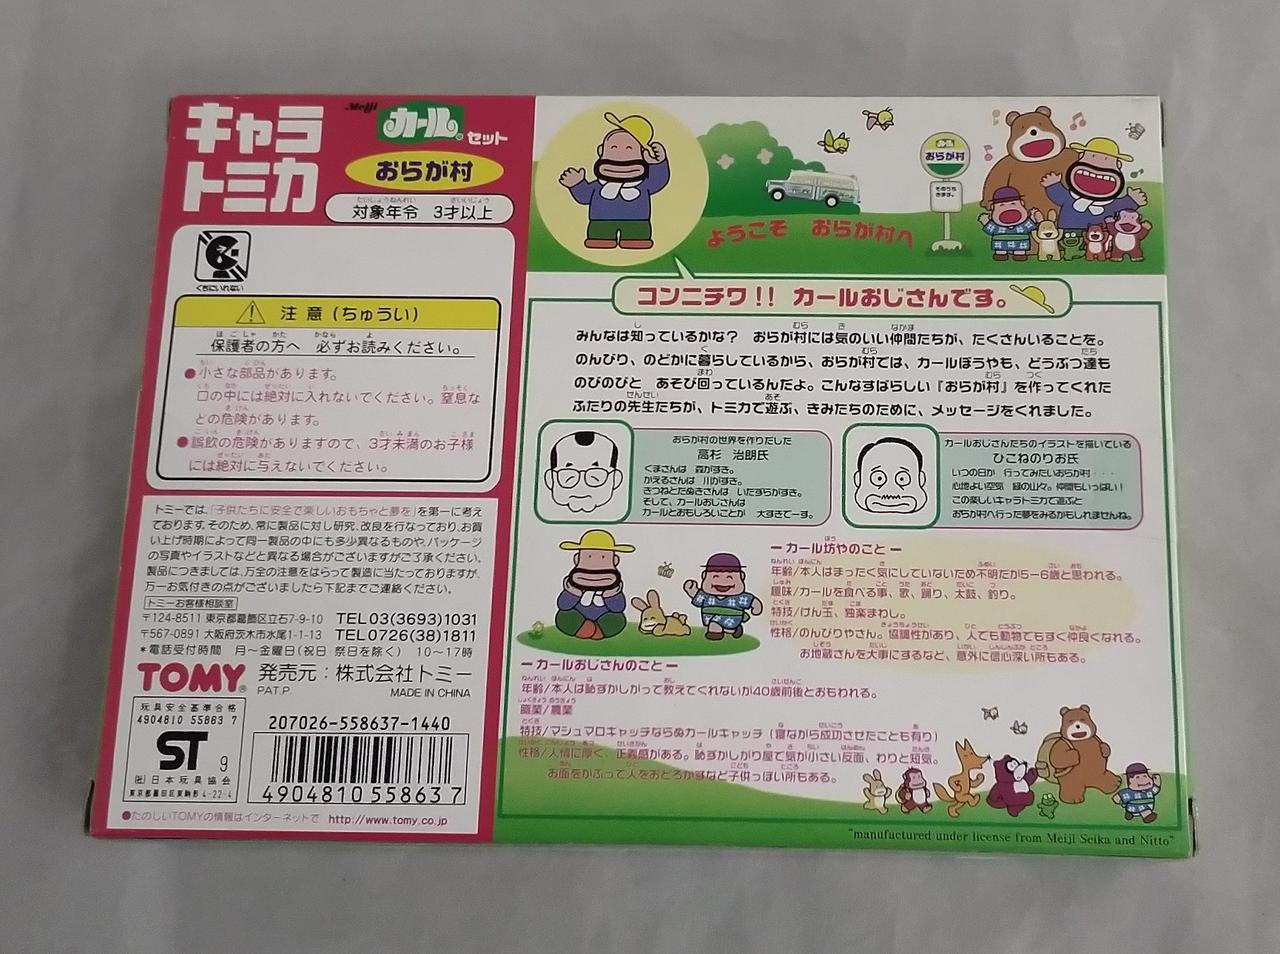 キャラ
トミカ
Meiji
カール®
セット
おらが村
対象年令 3才以上
くちにいれない
注意(ちゅうい)
保護者の方へ 必ずお読みください。
●小さな部品があります。
口の中には絶対に入れないでください。窒息な
どの危険があります。
●誤飲の危険がありますので、3才未満のお子様
には絶対に与えないでください。
トミーでは、「子供たちに安全で楽しいおもちゃと夢を」を第一に考え
ております。そのため、常に製品に対し研究、改良を行なっており、お買
い上げ時期によって同一製品の中にも多少異なるものや、パッケージ
の写真やイラストなどと異なる場合がございますがご了承ください。
製品につきましては、万全の注意をはらって製造に当たっておりますが、
万一お気付きの点がございましたら下記までご連絡ください。
トミーお客様相談室
〒124-8511 東京都葛飾区立石7-9-10 TEL03(3693)1031
〒567-0891 大阪府茨木市水尾1-1-13 TEL0726(38)1811
*電話受付時間 月〜金曜日(祝日・祭日を除く) 10〜17時
TOMY® 発売元:株式会社トミー
PAT.P. MADE IN CHINA
玩具安全基準合格
4904810 55863 7
ST 9
㈳日本玩具協会
東京都墨田区東駒形 4-22-4
207026-558637-1440
4904810 558637
●たのしいTOMYの情報はインターネットで http://www.tomy.co.jp
ようこそ おらが村へ
カール
おらが村
そのうち
きます。
コンニチワ!! カールおじさんです。
みんなは知っているかな? おらが村には気のいい仲間たちが、たくさんいることを。
のんびり、のどかに暮らしているから、おらが村では、カールぼうやも、どうぶつ達も
のびのびと あそび回っているんだよ。こんなすばらしい『おらが村』を作ってくれた
ふたりの先生たちが、トミカで遊ぶ、きみたちのために、メッセージをくれました。
おらが村の世界を作りだした
高杉 治朗氏
くまさんは 森がすき。
かえるさんは 川がすき。
きつねとたぬきさんは いたずらがすき。
そして、カールおじさんは
カールとおもしろいことが 大すきでーす。
カールおじさんたちのイラストを描いている
ひこねのりお氏
いつの日か 行ってみたいおらが村・・・
心地よい空気 緑の山々。仲間もいっぱい!
この楽しいキャラトミカで遊ぶと
おらが村へ行った夢をみるかもしれませんね。
ーカール坊やのことー
年齢/本人はまったく気にしていないため不明だが5−6歳と思われる。
趣味/カールを食べる事、歌、踊り、太鼓、釣り。
特技/けん玉、独楽まわし。
性格/のんびりやさん。協調性があり、人でも動物でもすぐ仲良くなれる。
お地蔵さんを大事にするなど、意外に信心深い所もある。
ーカールおじさんのことー
年齢/本人は恥ずかしがって教えてくれないが40歳前後とおもわれる。
職業/農業
特技/マシュマロキャッチならぬカールキャッチ(寝ながら成功させたことも有り)
性格/人情に厚く、正義感がある。恥ずかしがり屋で気が小さい反面、わりと短気。
お面をかぶって人をおどろかすなど子供っぽい所もある。
"manufactured under license from Meiji Seika and Nitto"